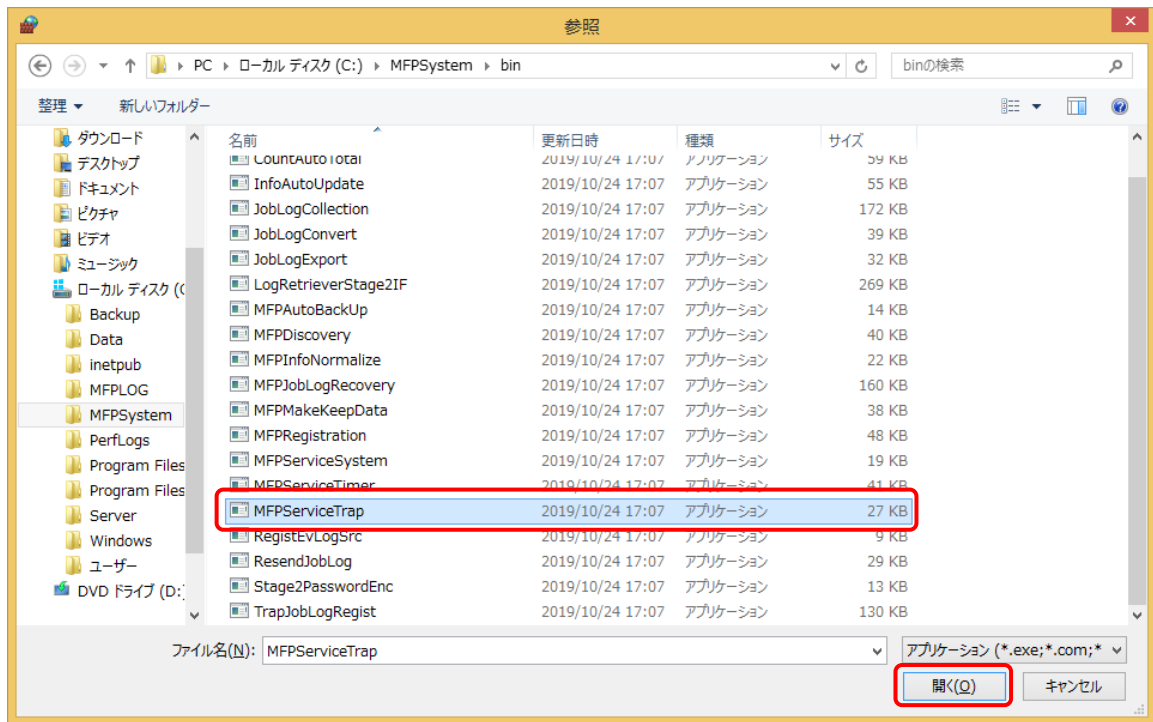 参照
PC ローカル ディスク (C:) MFPSystem bin binの検索
整理 新しいフォルダー
ダウンロード
デスクトップ
ドキュメント
ピクチャ
ビデオ
ミュージック
ローカル ディスク (C
Backup
Data
inetpub
MFPLOG
MFPSystem
PerfLogs
Program Files
Program Files
Server
Windows
ユーザー
DVD ドライブ (D:)
名前 更新日時 種類 サイズ
CountAutoTotal 2019/10/24 17:07 アプリケーション 59 KB
InfoAutoUpdate 2019/10/24 17:07 アプリケーション 55 KB
JobLogCollection 2019/10/24 17:07 アプリケーション 172 KB
JobLogConvert 2019/10/24 17:07 アプリケーション 39 KB
JobLogExport 2019/10/24 17:07 アプリケーション 32 KB
LogRetrieverStage2IF 2019/10/24 17:07 アプリケーション 269 KB
MFPAutoBackUp 2019/10/24 17:07 アプリケーション 14 KB
MFPDiscovery 2019/10/24 17:07 アプリケーション 40 KB
MFPInfoNormalize 2019/10/24 17:07 アプリケーション 22 KB
MFPJobLogRecovery 2019/10/24 17:07 アプリケーション 160 KB
MFPMakeKeepData 2019/10/24 17:07 アプリケーション 38 KB
MFPRegistration 2019/10/24 17:07 アプリケーション 48 KB
MFPServiceSystem 2019/10/24 17:07 アプリケーション 19 KB
MFPServiceTimer 2019/10/24 17:07 アプリケーション 41 KB
MFPServiceTrap 2019/10/24 17:07 アプリケーション 27 KB
RegistEvLogSrc 2019/10/24 17:07 アプリケーション 9 KB
ResendJobLog 2019/10/24 17:07 アプリケーション 29 KB
Stage2PasswordEnc 2019/10/24 17:07 アプリケーション 13 KB
TrapJobLogRegist 2019/10/24 17:07 アプリケーション 130 KB
ファイル名(N): MFPServiceTrap アプリケーション (*.exe;*.com;*
開く(O) キャンセル